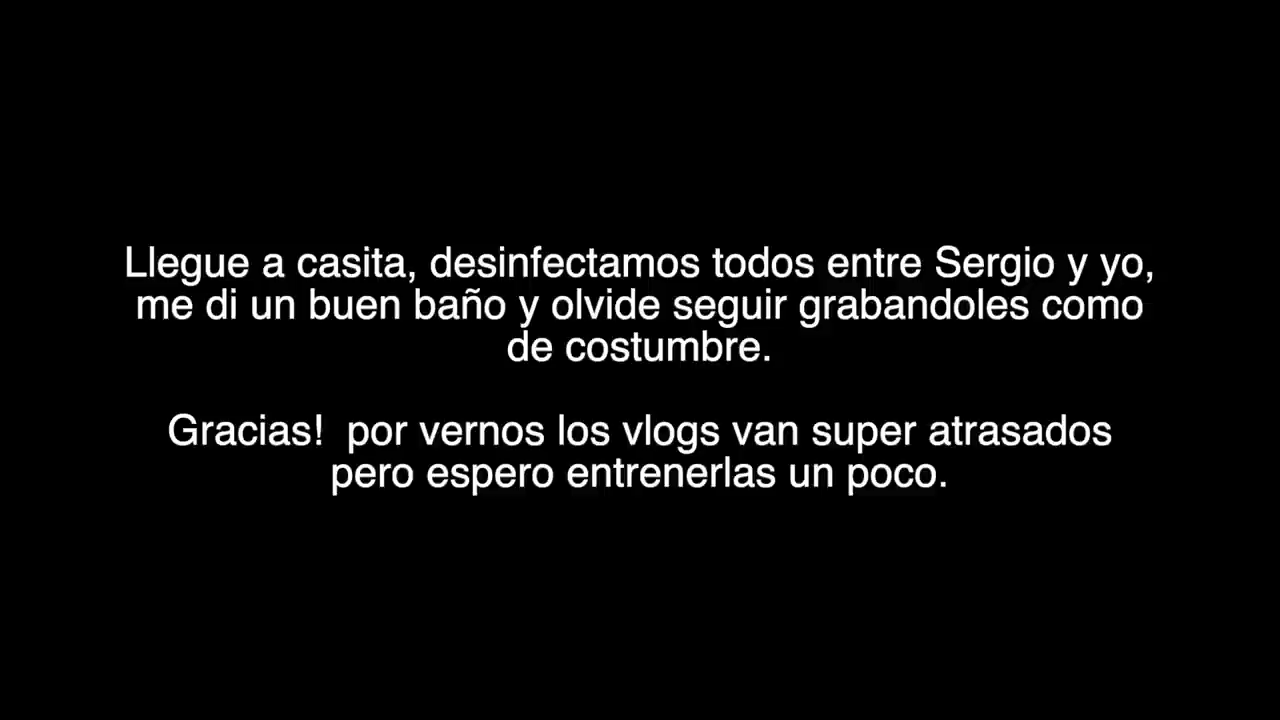 Llegue a casita, desinfectamos todos entre Sergio y yo,
me di un buen baño y olvide seguir grabandoles como
de costumbre.
Gracias!  por vernos los vlogs van super atrasados
pero espero entrenerlas un poco.